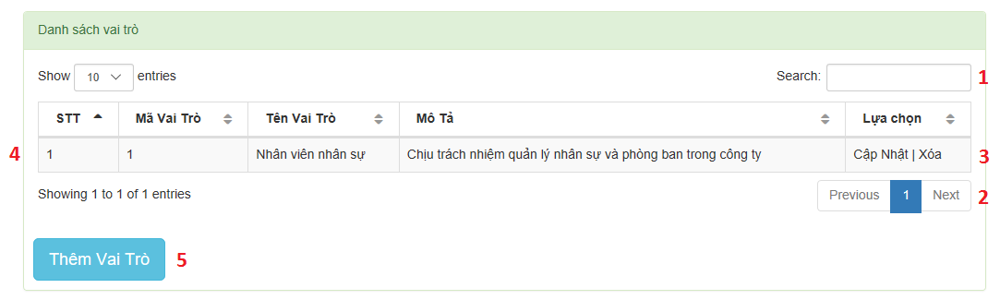 Danh sách vai trò
Show 10 entries Search: 1
STT Mã Vai Trò Tên Vai Trò Mô Tả Lựa chọn
4 1 1 Nhân viên nhân sự Chịu trách nhiệm quản lý nhân sự và phòng ban trong công ty Cập Nhật | Xóa 3
Showing 1 to 1 of 1 entries Previous 1 Next 2
Thêm Vai Trò 5